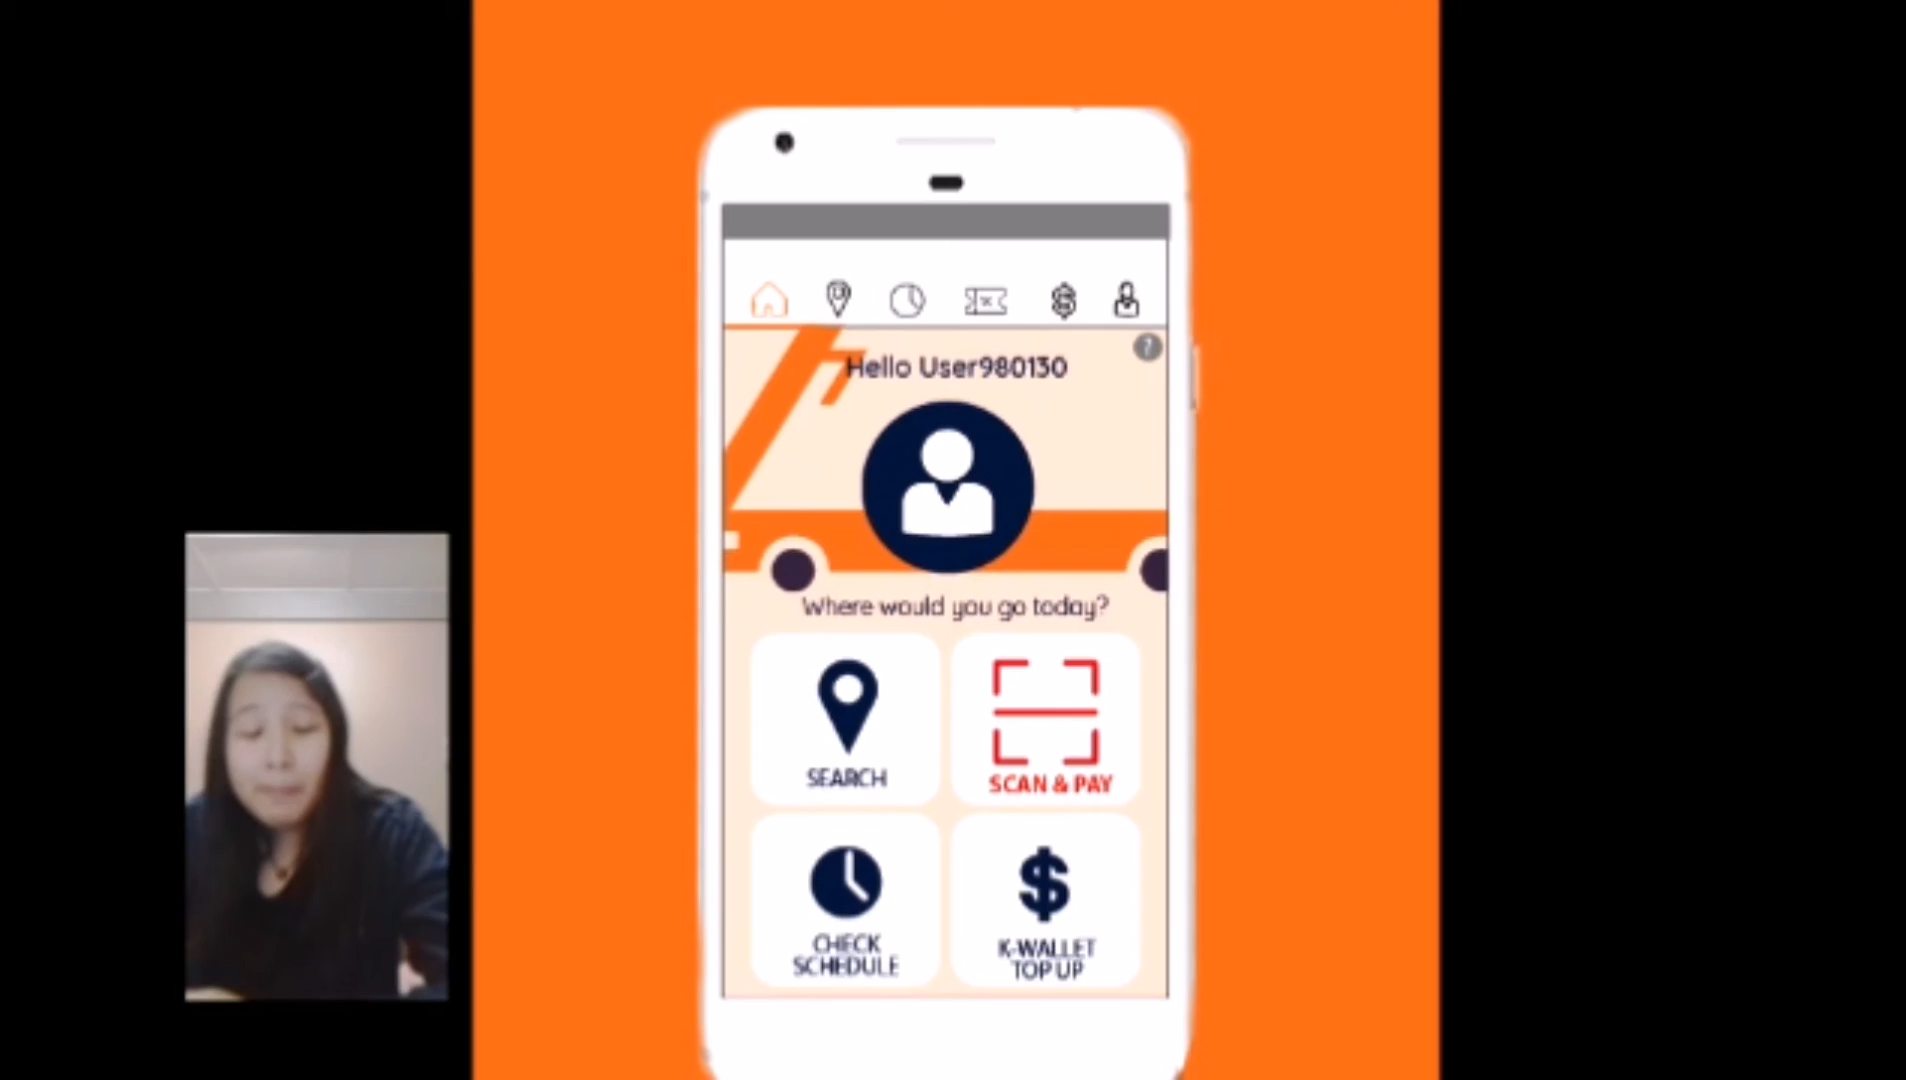 Hello User980130
?
Where would you go today?
SEARCH
SCAN & PAY
CHECK
SCHEDULE
K-WALLET
TOP UP